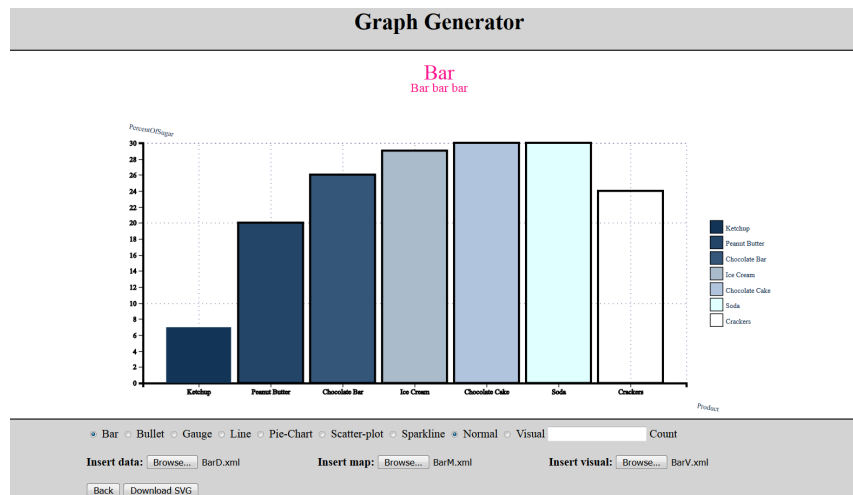 Graph Generator
Bar
Bar bar bar
PercentOfSugar
30
28
26
24
22
20
18
16
14
12
10
8
6
4
2
0
Ketchup Peanut Butter Chocolate Bar Ice Cream Chocolate Cake Soda Crackers
Product
Ketchup
Peanut Butter
Chocolate Bar
Ice Cream
Chocolate Cake
Soda
Crackers
Bar Bullet Gauge Line Pie-Chart Scatter-plot Sparkline Normal Visual Count
Insert data: Browse... BarD.xml Insert map: Browse... BarM.xml Insert visual: Browse... BarV.xml
Back Download SVG